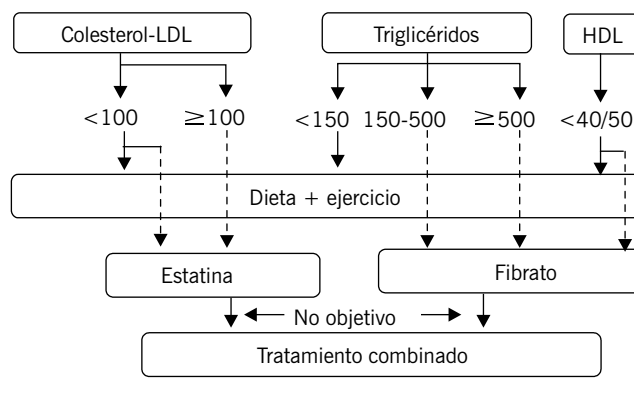 Colesterol-LDL Triglicéridos HDL
<100 ≥100 <150 150-500 ≥500 <40/50
Dieta + ejercicio
Estatina Fibrato
No objetivo
Tratamiento combinado